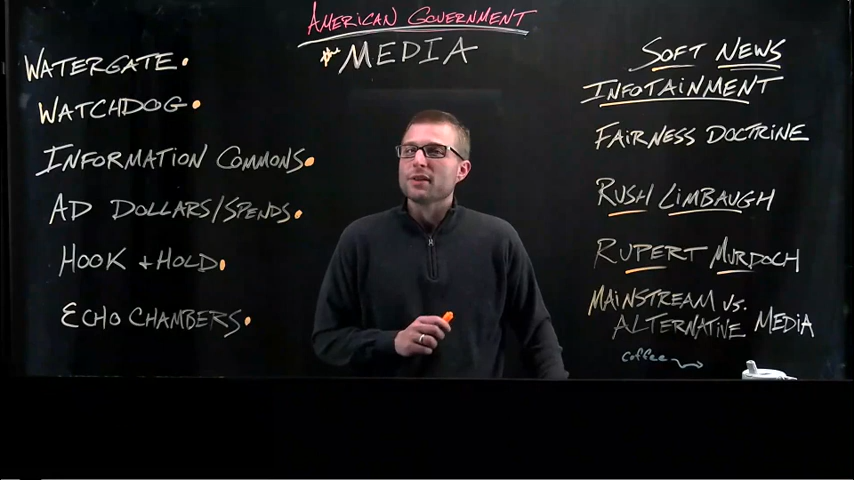 AMERICAN GOVERNMENT
the MEDIA
WATERGATE
WATCHDOG
INFORMATION COMMONS
AD DOLLARS/SPENDS
HOOK + HOLD
ECHO CHAMBERS
SOFT NEWS
INFOTAINMENT
FAIRNESS DOCTRINE
RUSH LIMBAUGH
RUPERT MURDOCH
MAINSTREAM vs.
ALTERNATIVE MEDIA
coffee